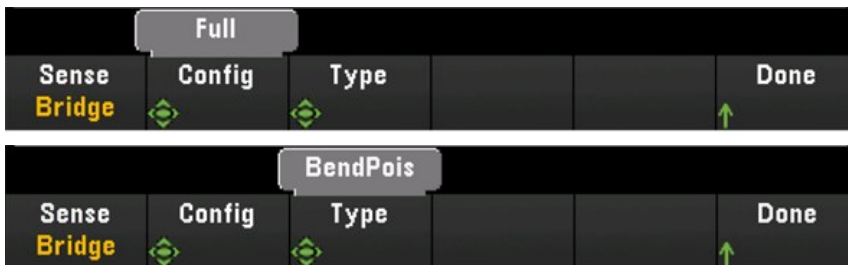 Full
Sense Config Type Done
Bridge
BendPois
Sense Config Type Done
Bridge